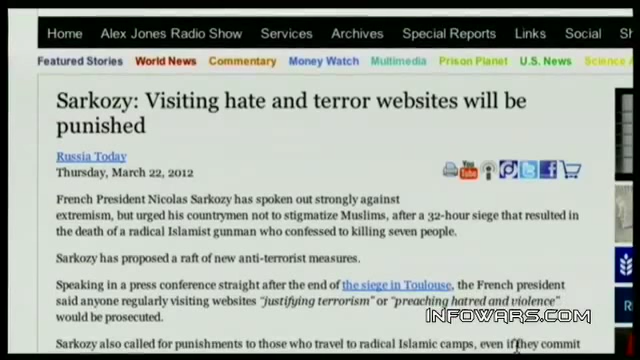 Home Alex Jones Radio Show Services Archives Special Reports Links Social
Featured Stories World News Commentary Money Watch Multimedia Prison Planet U.S. News Science
Sarkozy: Visiting hate and terror websites will be
punished
Russia Today
Thursday, March 22, 2012
You Tube
French President Nicolas Sarkozy has spoken out strongly against
extremism, but urged his countrymen not to stigmatize Muslims, after a 32-hour siege that resulted in
the death of a radical Islamist gunman who confessed to killing seven people.
Sarkozy has proposed a raft of new anti-terrorist measures.
Speaking in a press conference straight after the end of the siege in Toulouse, the French president
said anyone regularly visiting websites “justifying terrorism” or “preaching hatred and violence”
would be prosecuted.
INFOWARS.COM
Sarkozy also called for punishments to those who travel to radical Islamic camps, even if they commit